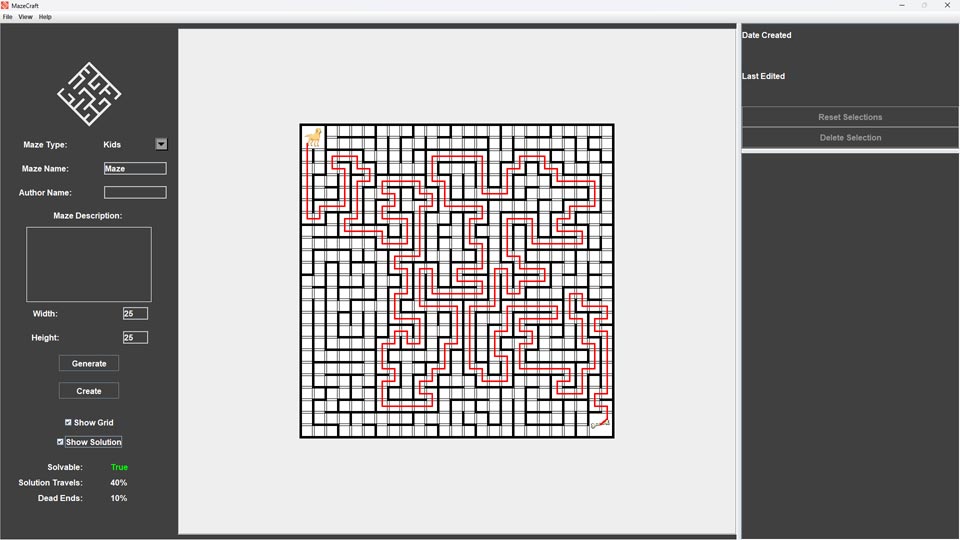 MazeCraft
File View Help
Maze Type: Kids
Maze Name: Maze
Author Name:
Maze Description:
Width: 25
Height: 25
Generate
Create
Show Grid
Show Solution
Solvable: True
Solution Travels: 40%
Dead Ends: 10%
Date Created
Last Edited
Reset Selections
Delete Selection